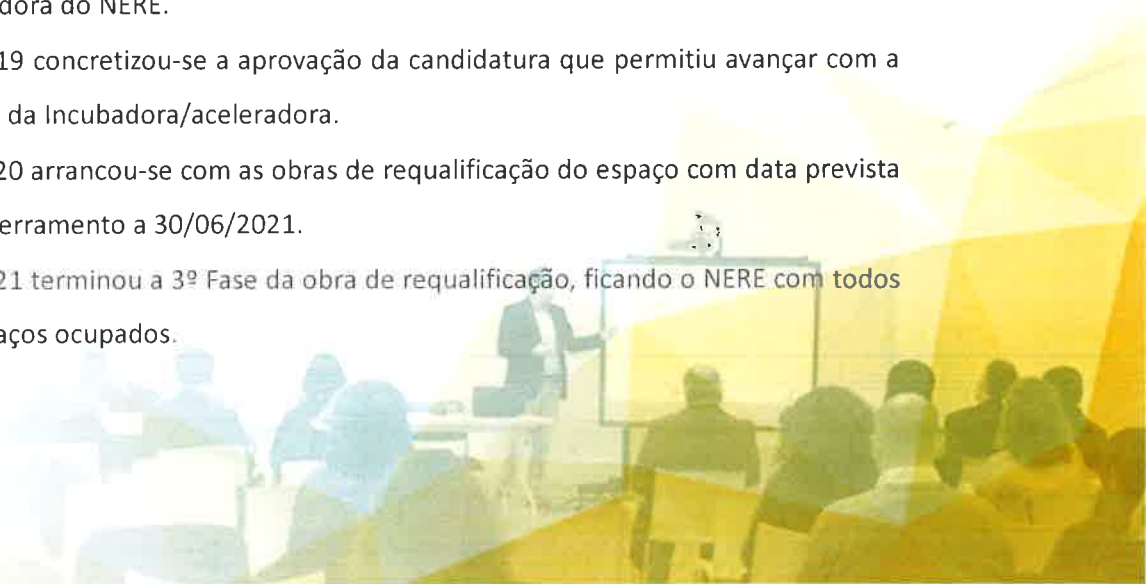 dora do NERE.
19 concretizou-se a aprovação da candidatura que permitiu avançar com a
da Incubadora/aceleradora.
20 arrancou-se com as obras de requalificação do espaço com data prevista
erramento a 30/06/2021.
21 terminou a 3º Fase da obra de requalificação, ficando o NERE com todos
aços ocupados.